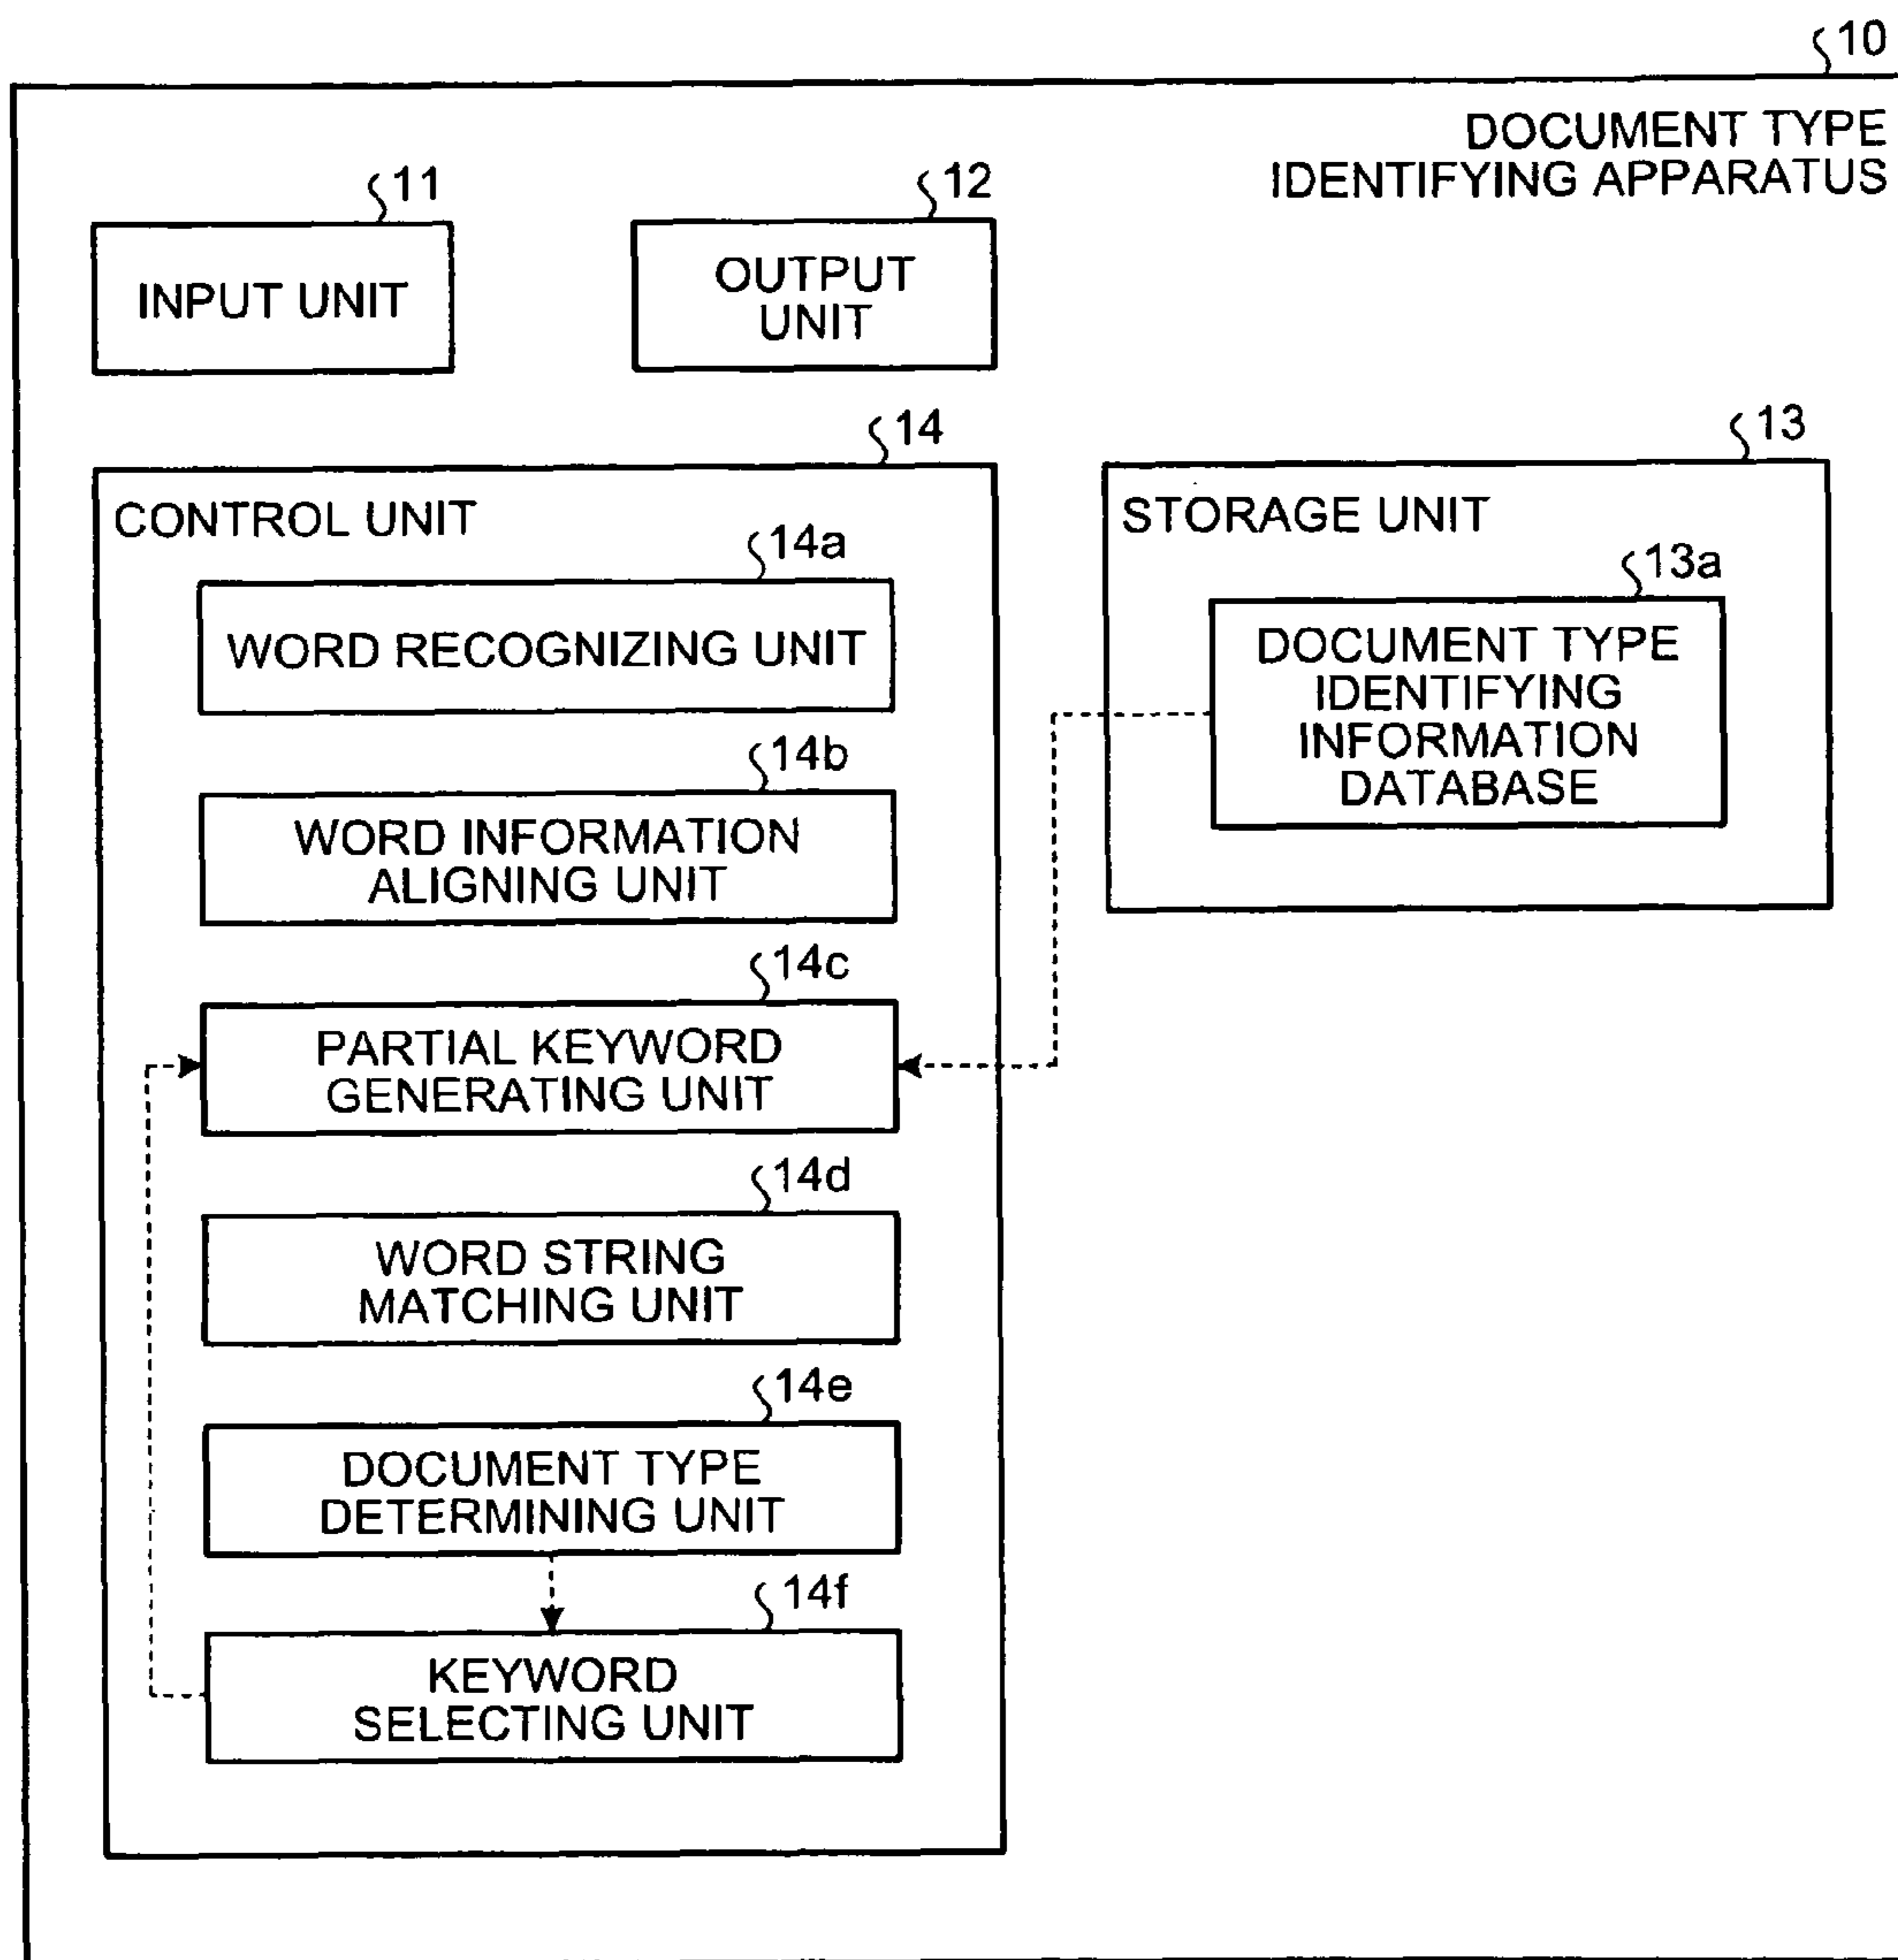 10
DOCUMENT TYPE
IDENTIFYING APPARATUS
11
INPUT UNIT
12
OUTPUT
UNIT
14
CONTROL UNIT
14a
WORD RECOGNIZING UNIT
14b
WORD INFORMATION
ALIGNING UNIT
14c
PARTIAL KEYWORD
GENERATING UNIT
14d
WORD STRING
MATCHING UNIT
14e
DOCUMENT TYPE
DETERMINING UNIT
14f
KEYWORD
SELECTING UNIT
13
STORAGE UNIT
13a
DOCUMENT TYPE
IDENTIFYING
INFORMATION
DATABASE